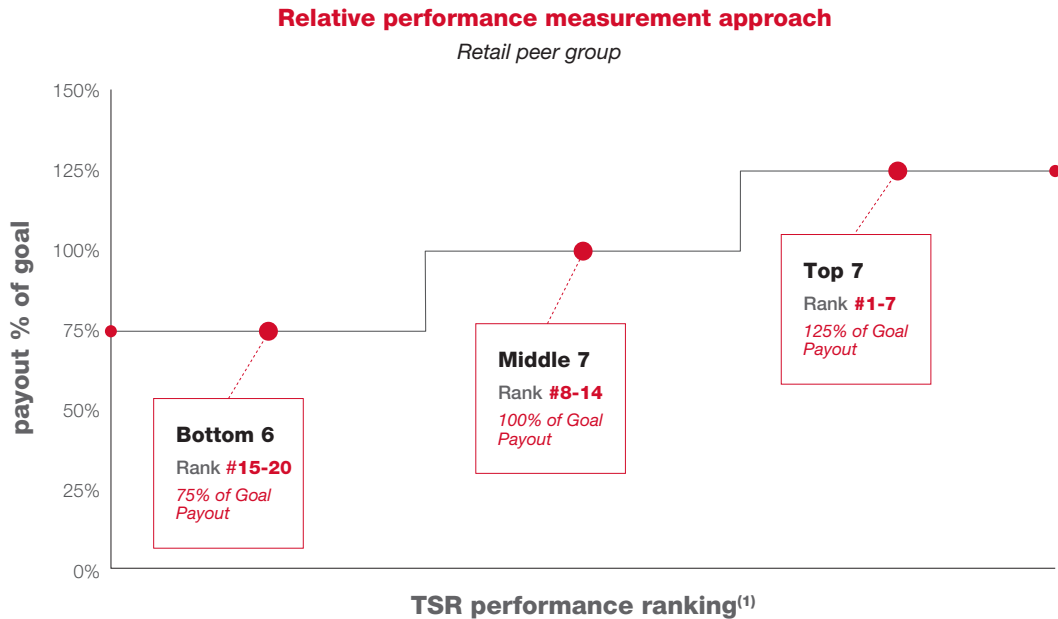 Relative performance measurement approach
Retail peer group
150%
125%
100%
75%
50%
25%
0%
payout % of goal
Bottom 6
Rank #15-20
75% of Goal
Payout
Middle 7
Rank #8-14
100% of Goal
Payout
Top 7
Rank #1-7
125% of Goal
Payout
TSR performance ranking(1)